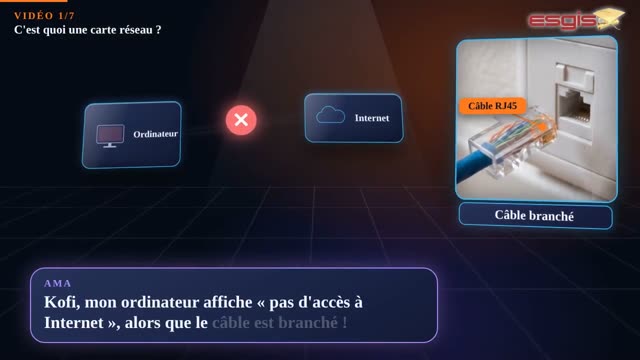 VIDÉO 1/7
C'est quoi une carte réseau ?
esgis
Ordinateur
Internet
Câble RJ45
Câble branché
AMA
Kofi, mon ordinateur affiche « pas d'accès à
Internet », alors que le câble est branché !